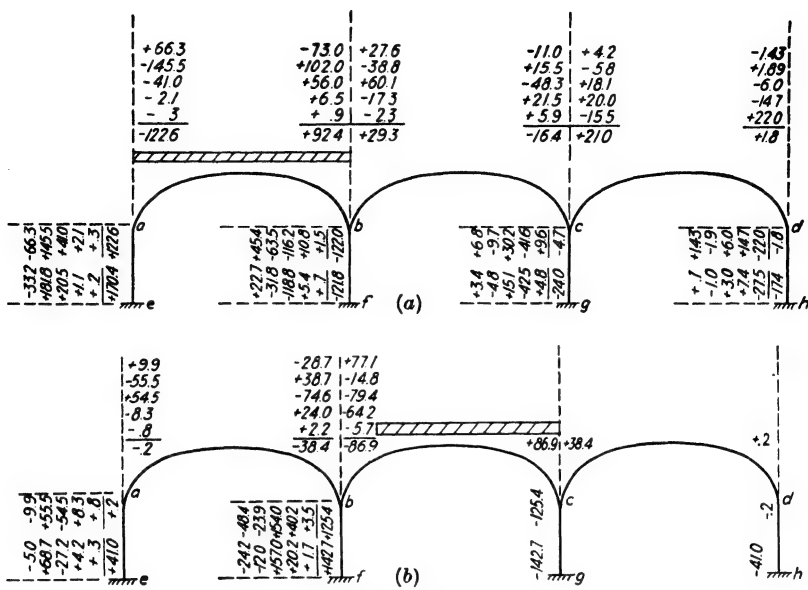 +66.3 -73.0 +27.6 -11.0 +4.2 -1.43
-145.5 +102.0 -38.8 +15.5 -5.8 +1.89
-41.0 +56.0 +60.1 -48.3 +18.1 -6.0
-2.1 +6.5 -17.3 +21.5 +20.0 -14.7
-.3 +.9 -2.3 +5.9 -15.5 +22.0
-122.6 +92.4 +29.3 -16.4 +21.0 +1.8
a b c d
-33.2 -66.3
+181.8 +145.5
+20.5 +41.0
+1.1 +2.1
+.2 +.3
+170.4 +122.6
+22.7 +45.4
-31.8 -63.5
-118.8 -116.2
+5.4 +10.8
+.7 +1.5
-121.8 -122.0
+3.4 +6.8
-4.8 -9.7
+15.1 +30.2
-42.5 -41.6
+4.8 +9.6
-24.0 -4.7
+.7 +1.43
-1.0 -1.9
+3.0 +6.0
+7.4 +14.7
-27.5 -22.0
-17.4 -1.8
e f (a) g h
+9.9 -28.7 +77.1
-55.5 +38.7 -14.8
+54.5 -74.6 -79.4
-8.3 +24.0 -64.2
-.8 +2.2 -5.7
-.2 -38.4 -86.9 +86.9 +38.4 +.2
a b c d
-5.0 -9.9
+68.7 +55.5
-27.2 -54.5
+4.2 +8.3
+.3 +.8
+41.0 +.2
-24.2 -48.4
-12.0 -23.9
+157.0 +154.0
+20.2 +40.2
+1.7 +3.5
+142.7 +125.4
-142.7 -125.4
-41.0 -.2
e f (b) g h